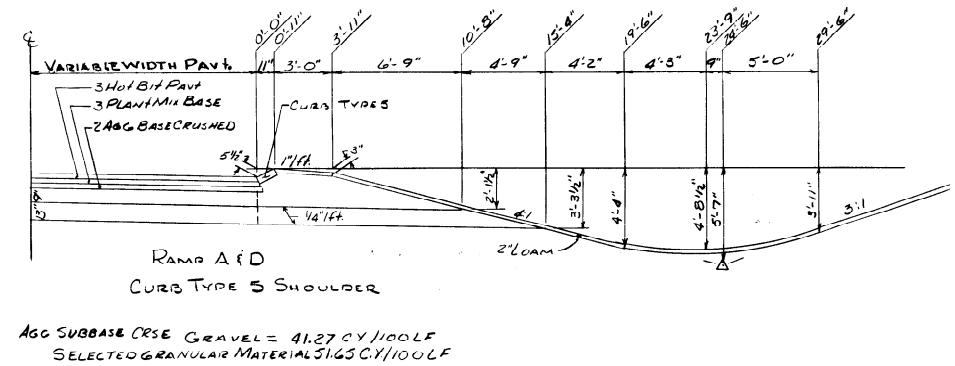 0'-0"
0'-11"
3'-11"
10'-8"
15'-4"
19'-6"
23'-9"
24'-6"
29'-6"
℄
VARIABLE WIDTH PAVT.
11"
3'-0"
6'-9"
4'-9"
4'-2"
4'-3"
9"
5'-0"
3 HOT BIT PAVT
3 PLANT MIX BASE
2 AGG BASE CRUSHED
CURB TYPE 5
5½"
1"/ft.
3"
2'-1½"
3'-3½"
4'-4"
4'-8½"
5'-7"
3'-11"
3:1
4:1
1/4"/ft.
2" LOAM
RAMP A & D
CURB TYPE 5 SHOULDER
AGG SUBBASE CRSE GRAVEL = 41.27 CY/100 LF
SELECTED GRANULAR MATERIAL 51.65 C.Y/100 LF